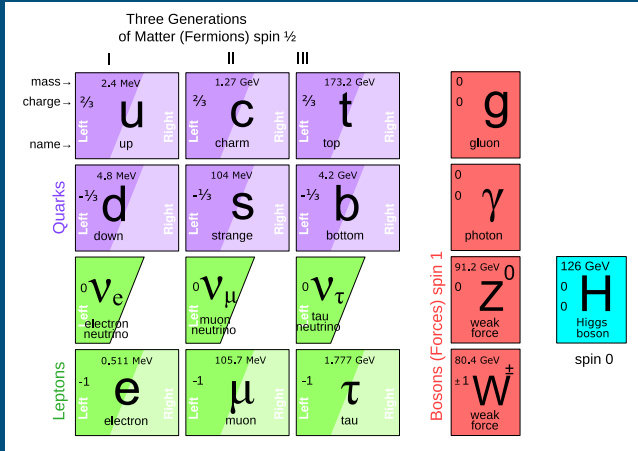 Three Generations
of Matter (Fermions) spin ½
I II III
mass→ 2.4 MeV 1.27 GeV 173.2 GeV 0
charge→ ⅔ u ⅔ c ⅔ t 0 g
Left Right Left Right Left Right
name→ up charm top gluon
Quarks
4.8 MeV 104 MeV 4.2 GeV 0
-⅓ d -⅓ s -⅓ b 0 γ
Left Right Left Right Left Right
down strange bottom photon
91.2 GeV 126 GeV
0 νe 0 νμ 0 ντ 0 Z⁰ 0 H
0
Left Left Left
electron neutrino muon neutrino tau neutrino weak force Higgs boson
Bosons (Forces) spin 1
spin 0
Leptons
0.511 MeV 105.7 MeV 1.777 GeV 80.4 GeV
-1 e -1 μ -1 τ ±1 W±
Left Right Left Right Left Right
electron muon tau weak force